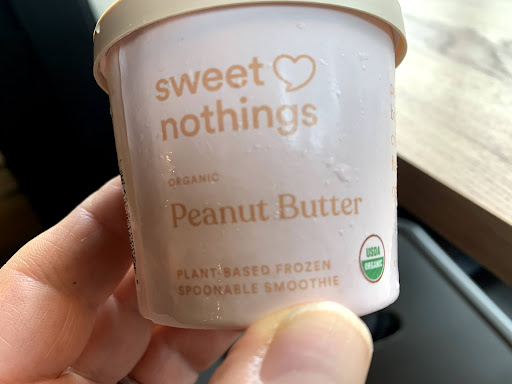 sweet
nothings
ORGANIC
Peanut Butter
USDA
ORGANIC
PLANT-BASED FROZEN
SPOONABLE SMOOTHIE